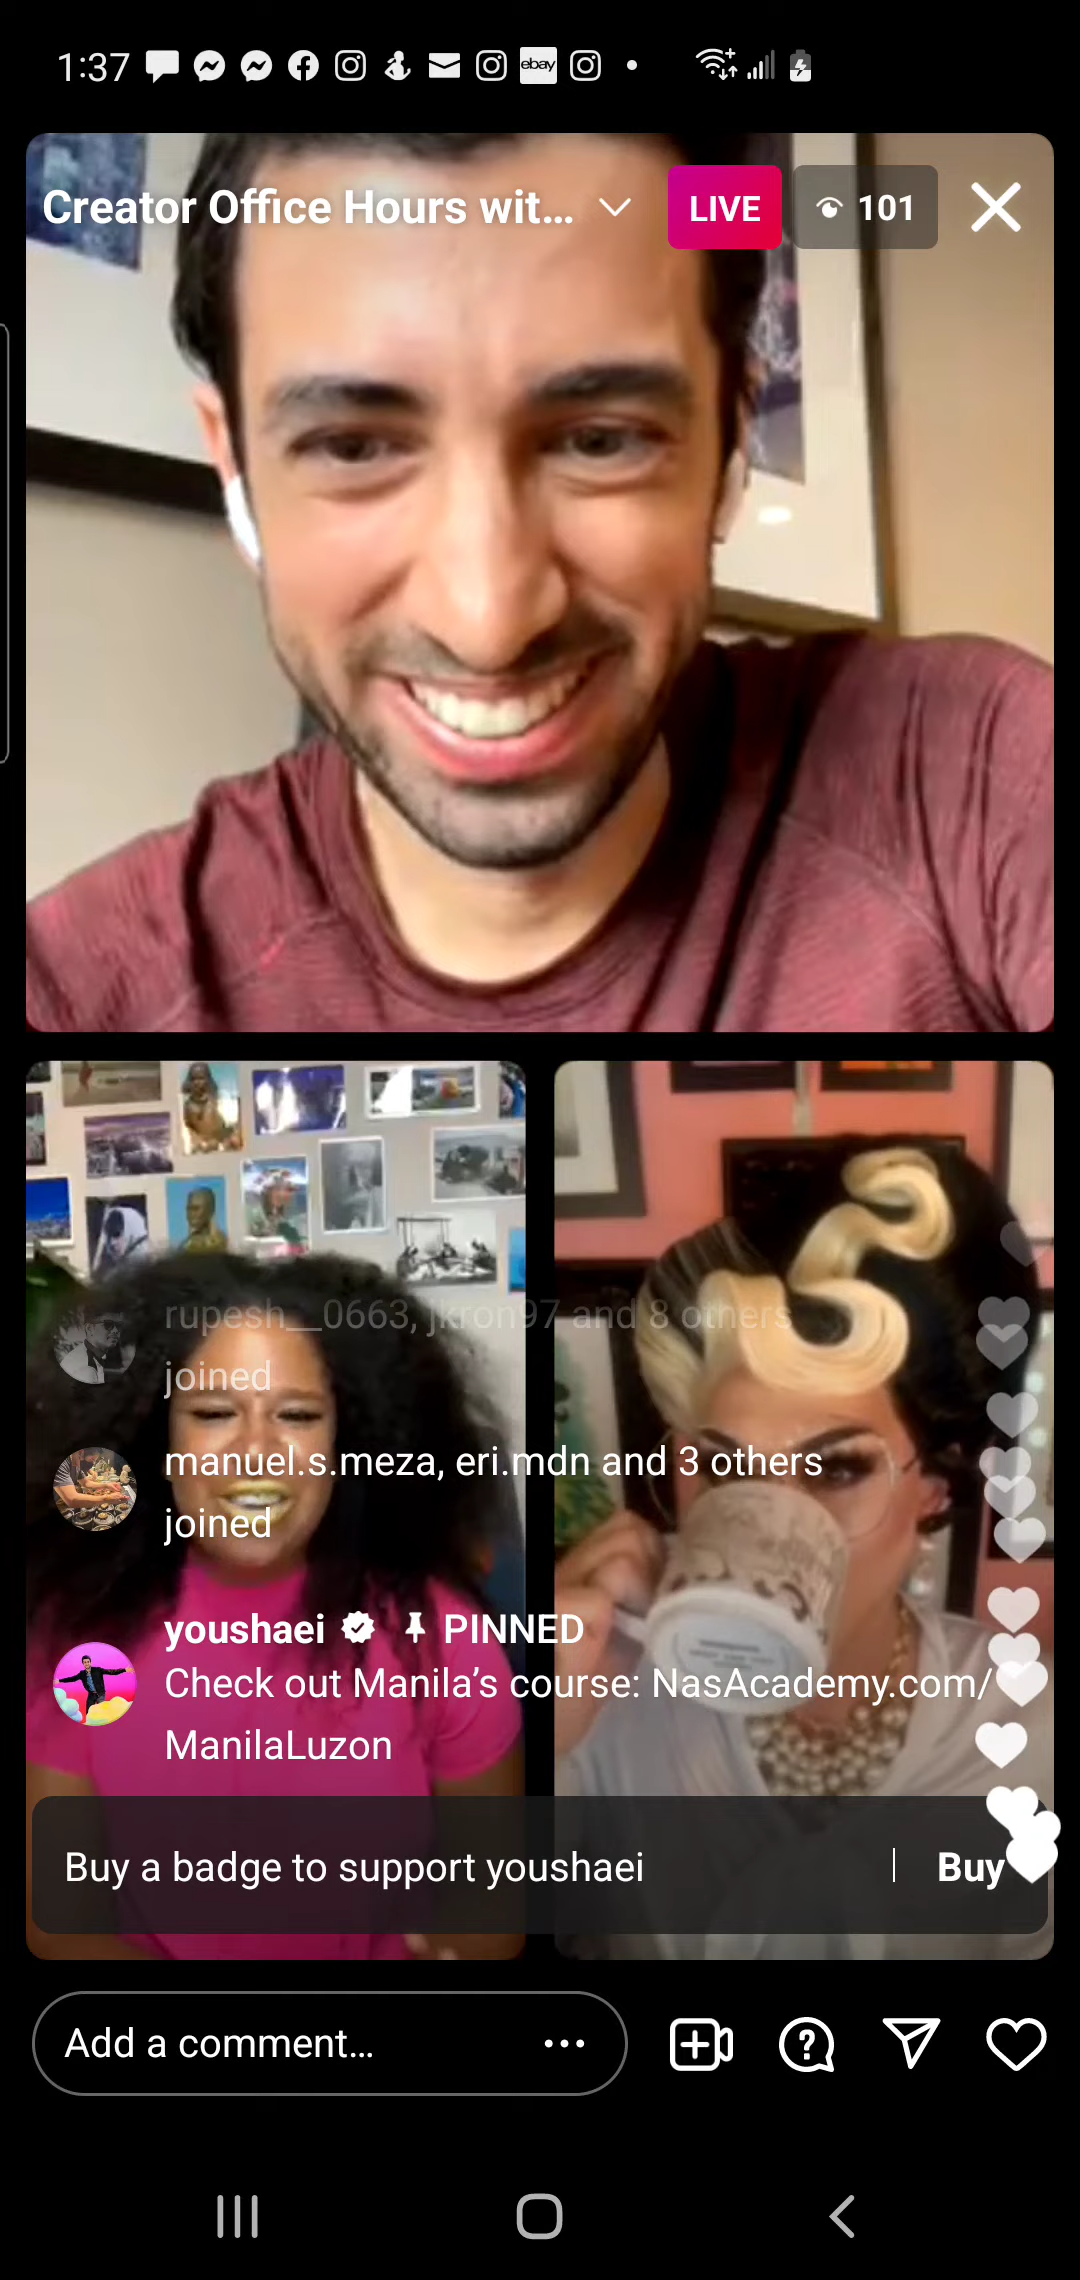 1:37
ebay
Creator Office Hours wit...
LIVE
101
rupesh__0663, jkron97 and 8 others
joined
manuel.s.meza, eri.mdn and 3 others
joined
youshaei PINNED
Check out Manila’s course: NasAcademy.com/
ManilaLuzon
Buy a badge to support youshaei
Buy
Add a comment...